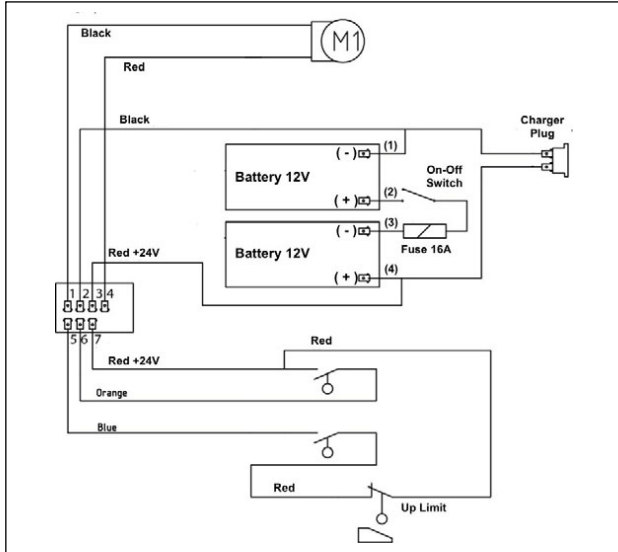 Black
M1
Red
Black
Charger
Plug
(1)
( - )
On-Off
Switch
Battery 12V
(2)
( + )
(3)
( - )
Battery 12V
Fuse 16A
Red +24V
(4)
( + )
1 2 3 4
5 6 7
Red
Red +24V
Orange
Blue
Red
Up Limit